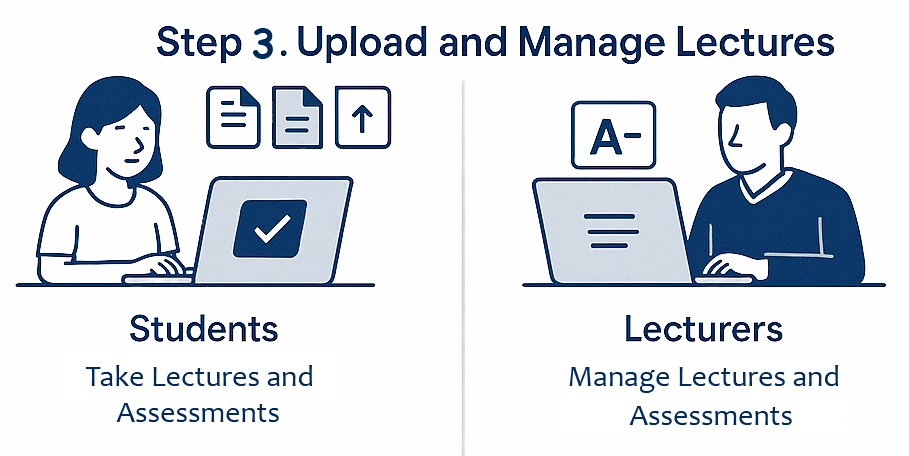 Step 3. Upload and Manage Lectures
A-
Students
Take Lectures and
Assessments
Lecturers
Manage Lectures and
Assessments